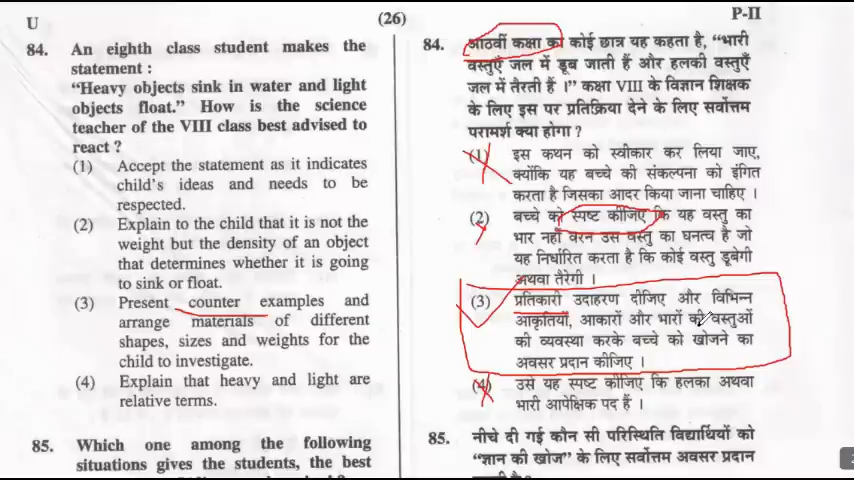 U
(26)
P-II
84. An eighth class student makes the
statement :
"Heavy objects sink in water and light
objects float." How is the science
teacher of the VIII class best advised to
react ?
(1) Accept the statement as it indicates
child's ideas and needs to be
respected.
(2) Explain to the child that it is not the
weight but the density of an object
that determines whether it is going
to sink or float.
(3) Present counter examples and
arrange materials of different
shapes, sizes and weights for the
child to investigate.
(4) Explain that heavy and light are
relative terms.
85. Which one among the following
situations gives the students, the best
84. आठवीं कक्षा का कोई छात्र यह कहता है, "भारी
वस्तुएँ जल में डूब जाती हैं और हलकी वस्तुएँ
जल में तैरती हैं ।" कक्षा VIII के विज्ञान शिक्षक
के लिए इस पर प्रतिक्रिया देने के लिए सर्वोत्तम
परामर्श क्या होगा ?
(1) इस कथन को स्वीकार कर लिया जाए,
क्योंकि यह बच्चे की संकल्पना को इंगित
करता है जिसका आदर किया जाना चाहिए ।
(2) बच्चे को स्पष्ट कीजिए कि यह वस्तु का
भार नहीं वरन उस वस्तु का घनत्व है जो
यह निर्धारित करता है कि कोई वस्तु डूबेगी
अथवा तैरेगी ।
(3) प्रतिकारी उदाहरण दीजिए और विभिन्न
आकृतियों, आकारों और भारों की वस्तुओं
की व्यवस्था करके बच्चे को खोजने का
अवसर प्रदान कीजिए ।
(4) उसे यह स्पष्ट कीजिए कि हलका अथवा
भारी आपेक्षिक पद हैं ।
85. नीचे दी गई कौन सी परिस्थिति विद्यार्थियों को
"ज्ञान की खोज" के लिए सर्वोत्तम अवसर प्रदान